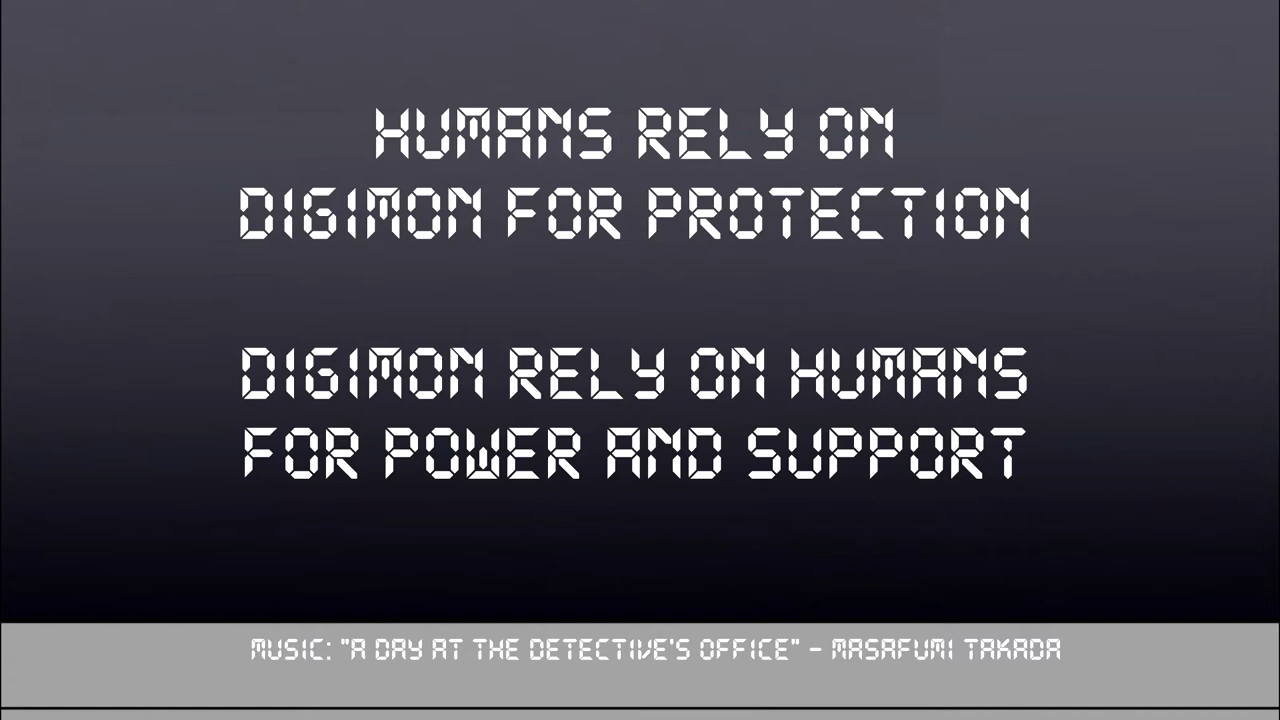 HUMANS RELY ON
DIGIMON FOR PROTECTION
DIGIMON RELY ON HUMANS
FOR POWER AND SUPPORT
MUSIC: "A DAY AT THE DETECTIVE'S OFFICE" - MASAFUMI TAKADA